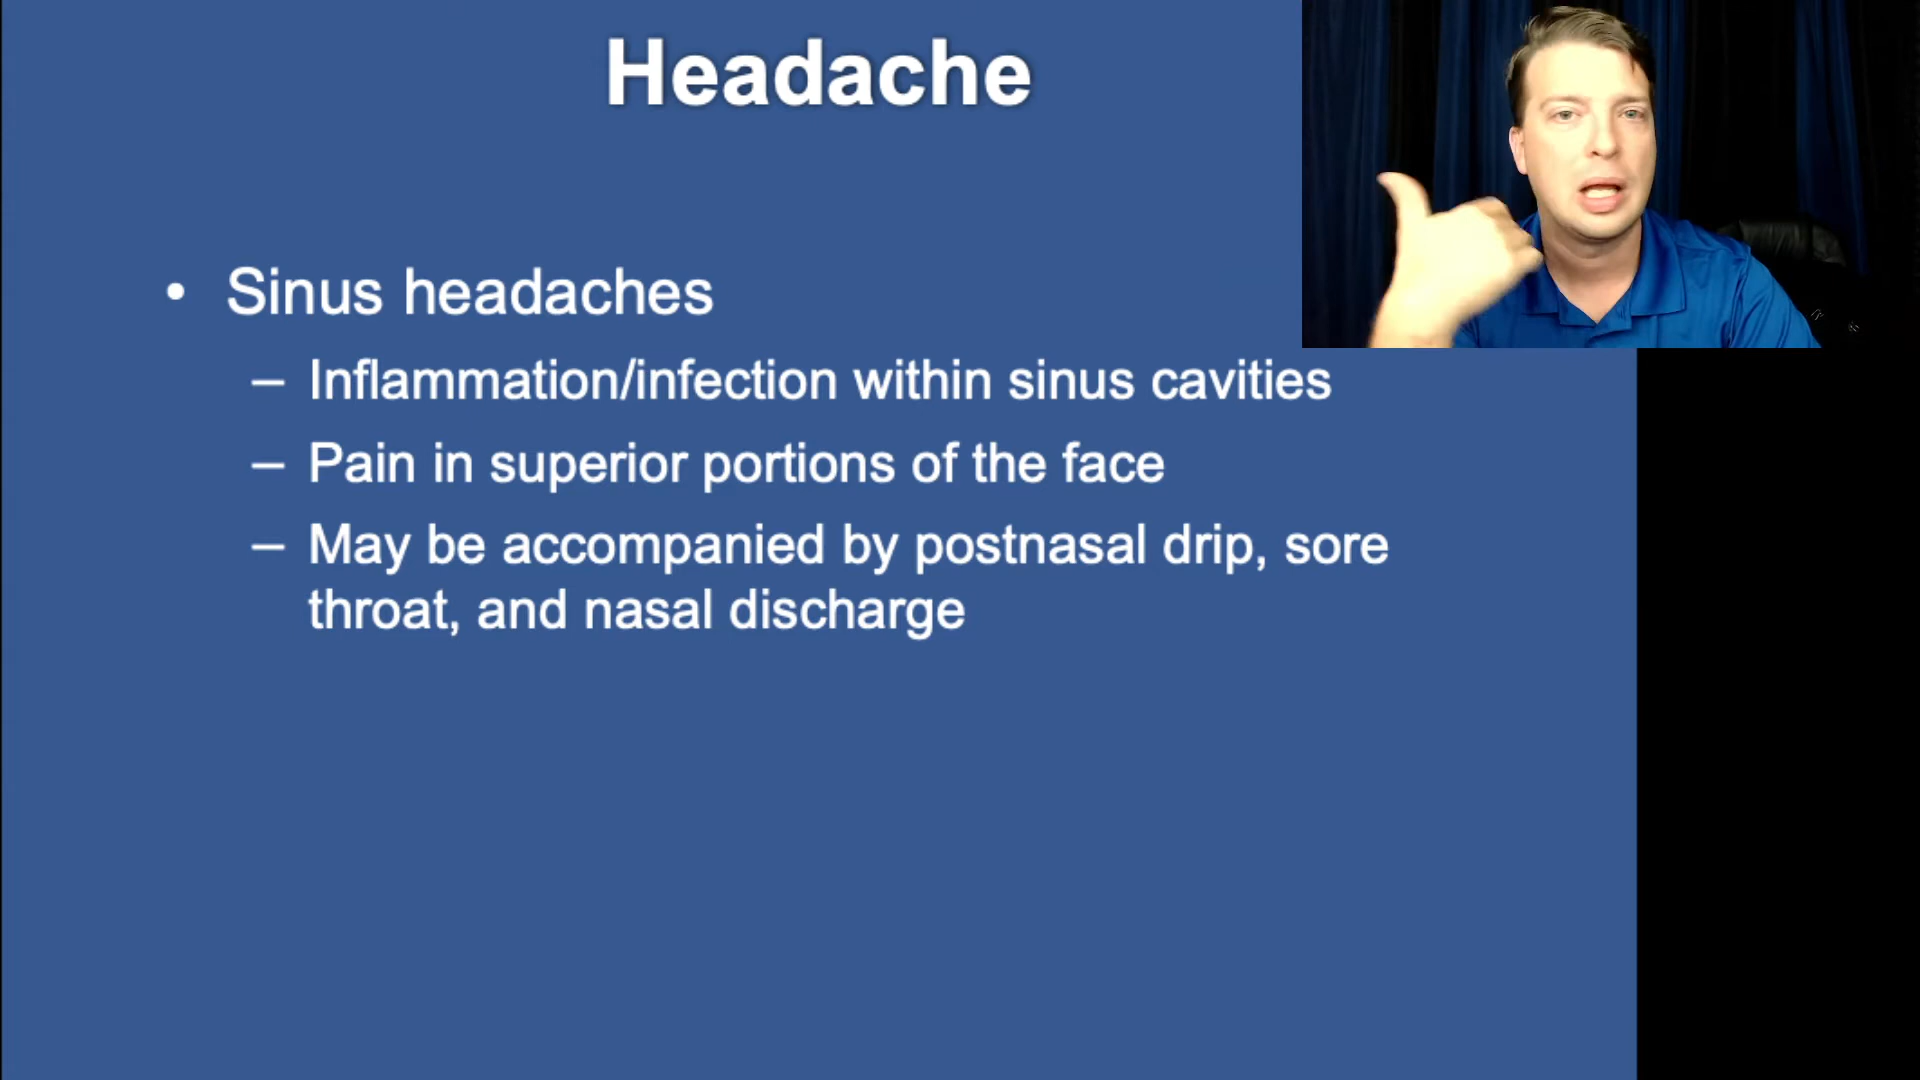 Headache
• Sinus headaches
– Inflammation/infection within sinus cavities
– Pain in superior portions of the face
– May be accompanied by postnasal drip, sore
throat, and nasal discharge